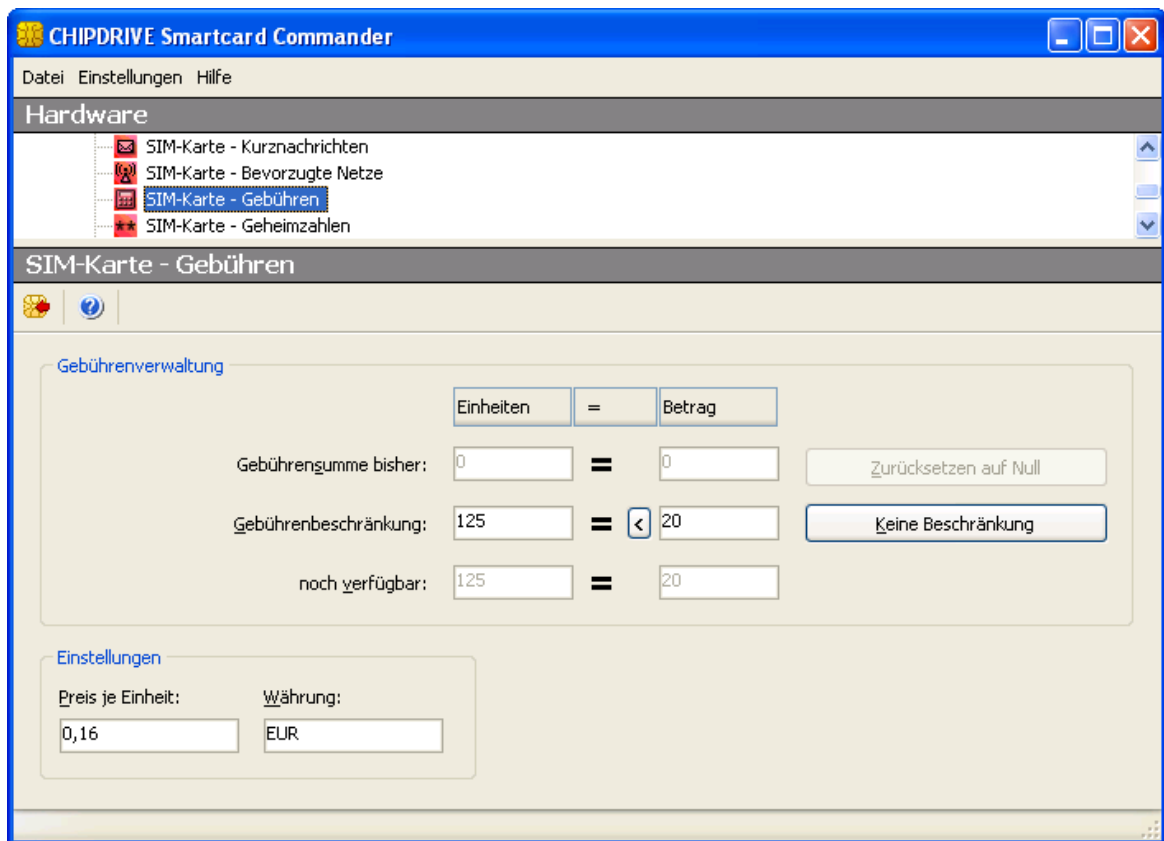 CHIPDRIVE Smartcard Commander
Datei Einstellungen Hilfe
Hardware
SIM-Karte - Kurznachrichten
SIM-Karte - Bevorzugte Netze
SIM-Karte - Gebühren
SIM-Karte - Geheimzahlen
SIM-Karte - Gebühren
Gebührenverwaltung
Einheiten = Betrag
Gebührensumme bisher: 0 = 0 Zurücksetzen auf Null
Gebührenbeschränkung: 125 = < 20 Keine Beschränkung
noch verfügbar: 125 = 20
Einstellungen
Preis je Einheit: Währung:
0,16 EUR